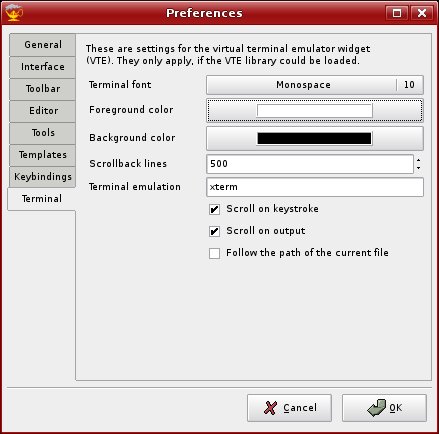 Preferences
General
Interface
Toolbar
Editor
Tools
Templates
Keybindings
Terminal
These are settings for the virtual terminal emulator widget
(VTE). They only apply, if the VTE library could be loaded.
Terminal font Monospace 10
Foreground color
Background color
Scrollback lines 500
Terminal emulation xterm
Scroll on keystroke
Scroll on output
Follow the path of the current file
Cancel OK